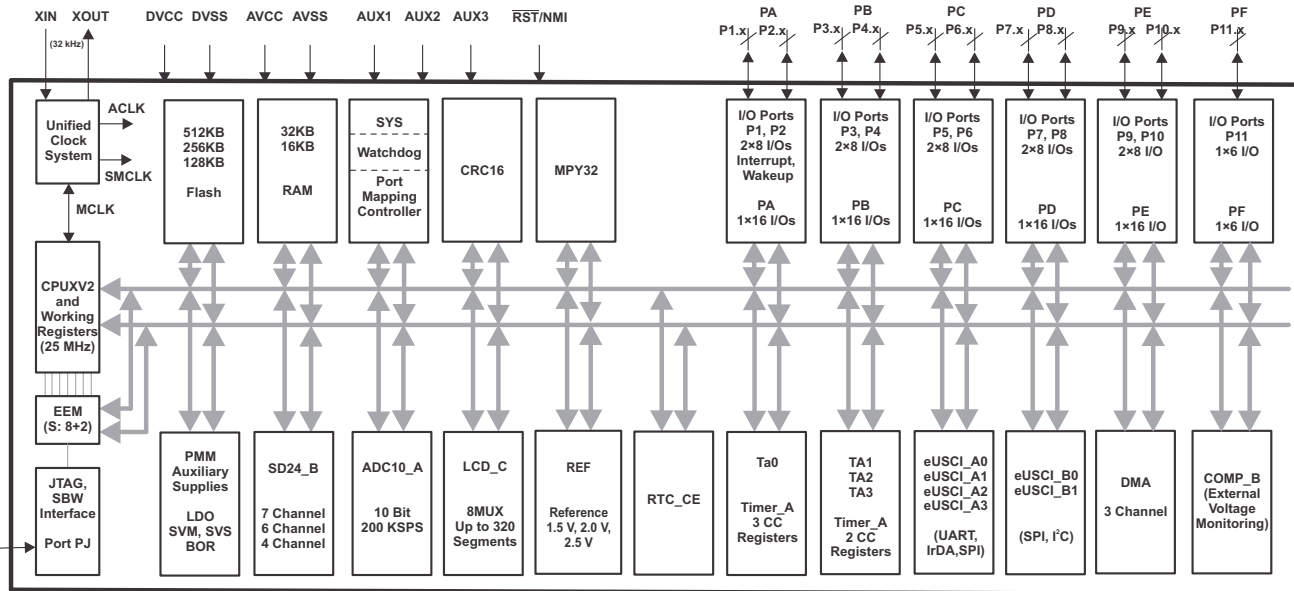 XIN
XOUT
(32 kHz)
DVCC
DVSS
AVCC
AVSS
AUX1
AUX2
AUX3
RST/NMI
PA
P1.x
P2.x
PB
P3.x
P4.x
PC
P5.x
P6.x
PD
P7.x
P8.x
PE
P9.x
P10.x
PF
P11.x
Unified
Clock
System
ACLK
SMCLK
MCLK
512KB
256KB
128KB
Flash
32KB
16KB
RAM
SYS
Watchdog
Port
Mapping
Controller
CRC16
MPY32
I/O Ports
P1, P2
2×8 I/Os
Interrupt,
Wakeup
PA
1×16 I/Os
I/O Ports
P3, P4
2×8 I/Os
PB
1×16 I/Os
I/O Ports
P5, P6
2×8 I/Os
PC
1×16 I/Os
I/O Ports
P7, P8
2×8 I/Os
PD
1×16 I/Os
I/O Ports
P9, P10
2×8 I/O
PE
1×16 I/O
I/O Ports
P11
1×6 I/O
PF
1×6 I/O
CPUXV2
and
Working
Registers
(25 MHz)
EEM
(S: 8+2)
JTAG,
SBW
Interface
Port PJ
PMM
Auxiliary
Supplies
LDO
SVM, SVS
BOR
SD24_B
7 Channel
6 Channel
4 Channel
ADC10_A
10 Bit
200 KSPS
LCD_C
8MUX
Up to 320
Segments
REF
Reference
1.5 V, 2.0 V,
2.5 V
RTC_CE
Ta0
Timer_A
3 CC
Registers
TA1
TA2
TA3
Timer_A
2 CC
Registers
eUSCI_A0
eUSCI_A1
eUSCI_A2
eUSCI_A3
(UART,
IrDA,SPI)
eUSCI_B0
eUSCI_B1
(SPI, I²C)
DMA
3 Channel
COMP_B
(External
Voltage
Monitoring)